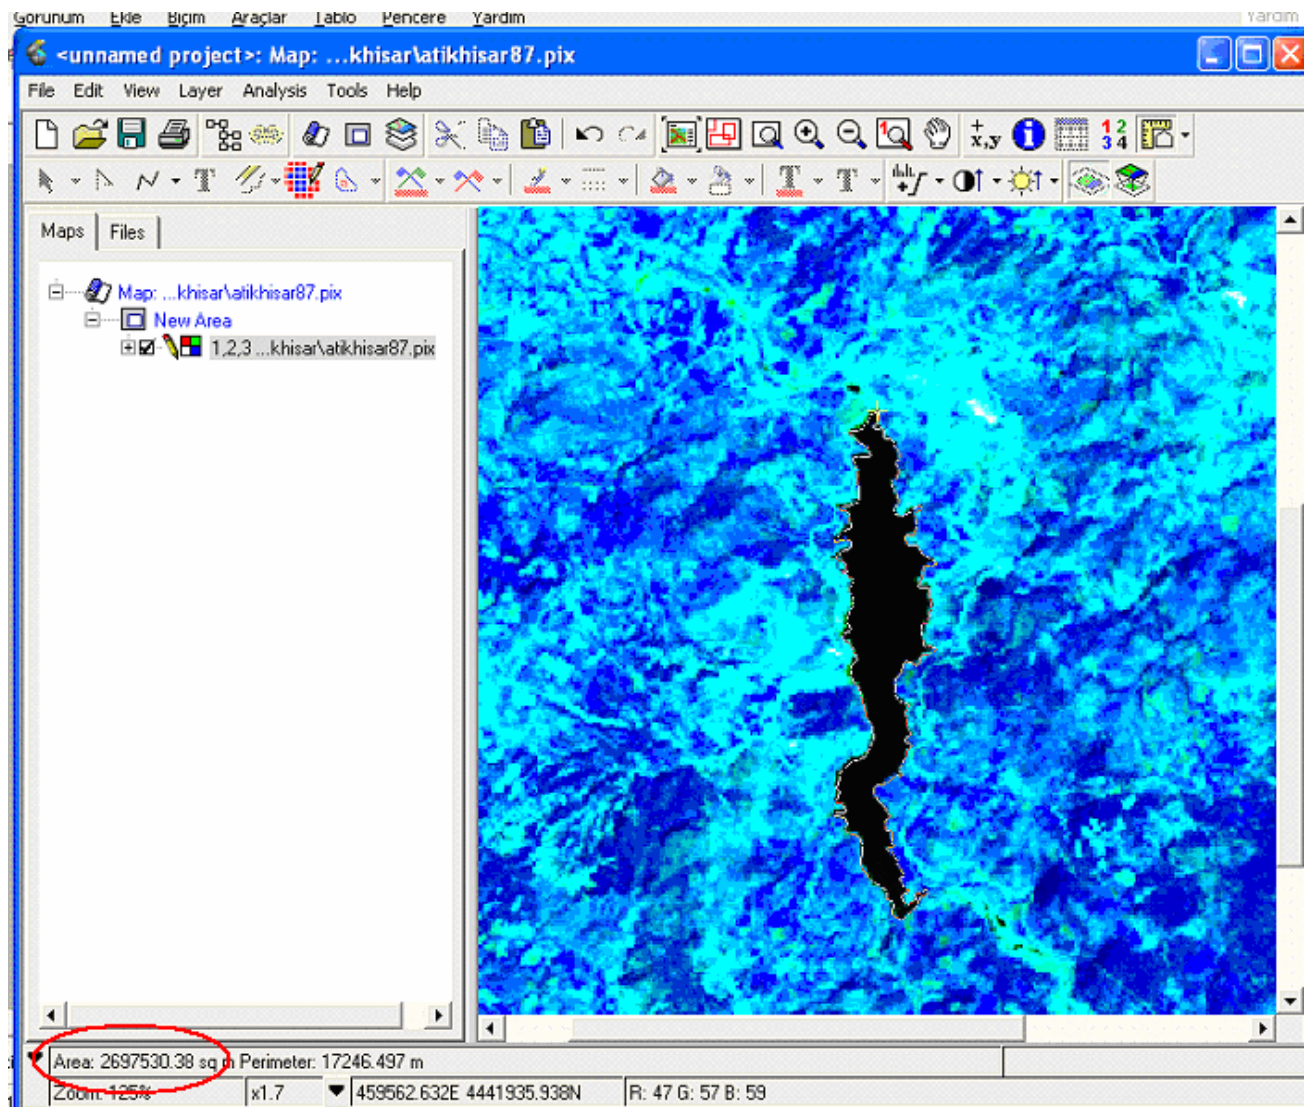 Görünüm Ekle Biçim Araçlar Tablo Pencere Yardım
<unnamed project>: Map: ...khisar\atikhisar87.pix
File Edit View Layer Analysis Tools Help
Maps Files
Map: ...khisar\atikhisar87.pix
New Area
1,2,3 ...khisar\atikhisar87.pix
Area: 2697530.38 sq m Perimeter: 17246.497 m
Zoom: 125% x1.7 459562.632E 4441935.938N R: 47 G: 57 B: 59